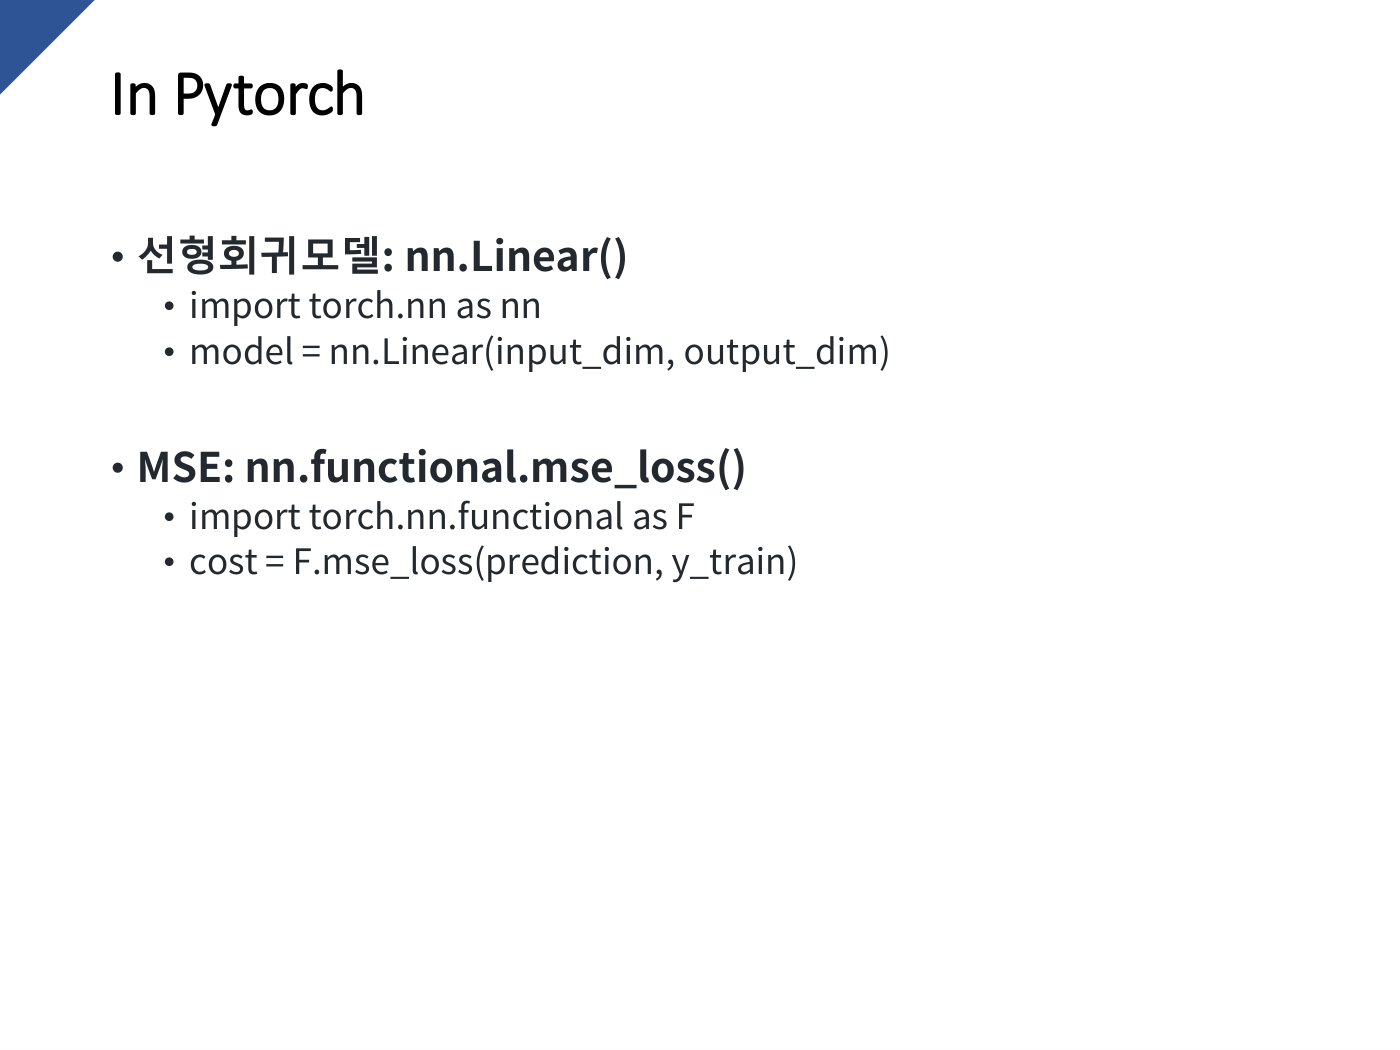 In Pytorch
• 선형회귀모델: nn.Linear()
• import torch.nn as nn
• model = nn.Linear(input_dim, output_dim)
• MSE: nn.functional.mse_loss()
• import torch.nn.functional as F
• cost = F.mse_loss(prediction, y_train)